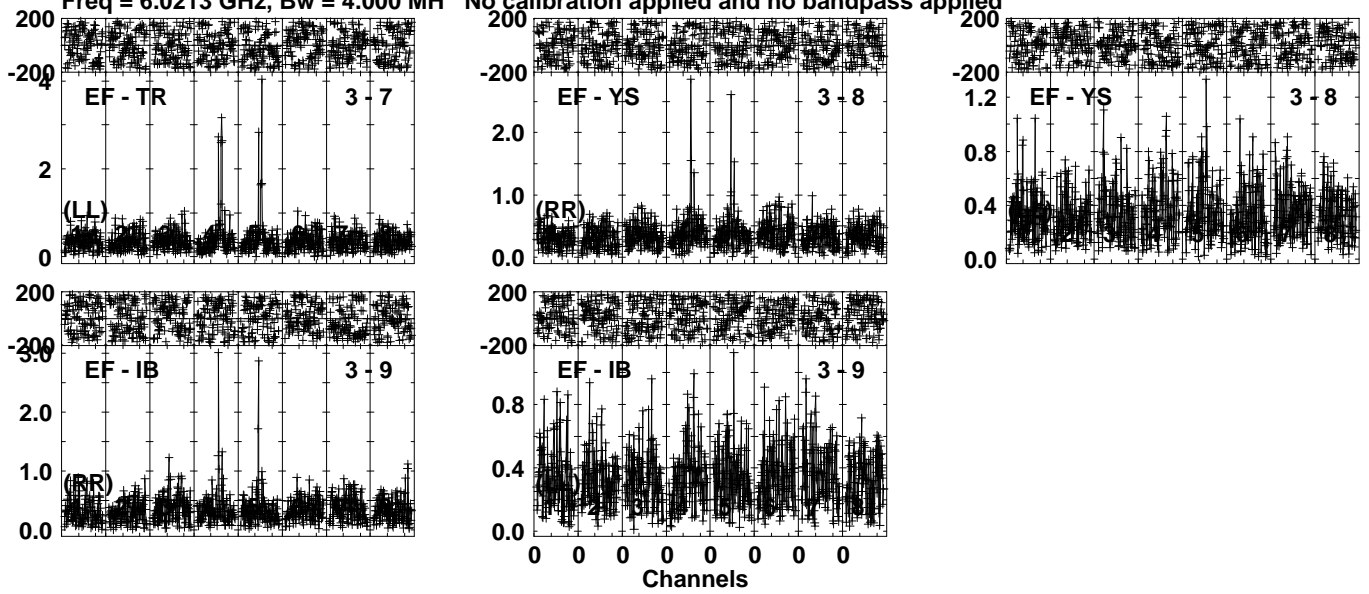 Freq = 6.0213 GHz, Bw = 4.000 MH No calibration applied and no bandpass applied
200
-200
4
2
0
EF - TR 3 - 7
(LL)
200
-200
2.0
1.0
0.0
EF - YS 3 - 8
(RR)
200
-200
1.2
0.8
0.4
0.0
EF - YS 3 - 8
200
-200
3.0
2.0
1.0
0.0
EF - IB 3 - 9
(RR)
200
-200
0.8
0.4
0.0
EF - IB 3 - 9
0 0 0 0 0 0 0 0
Channels